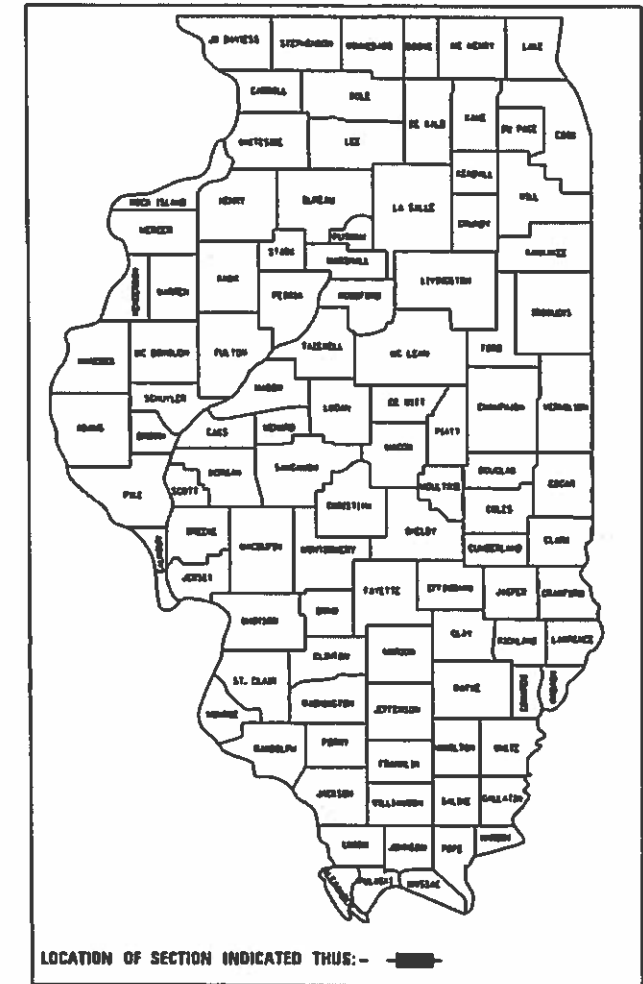 JO DAVIESS STEPHENSON WINNEBAGO BOONE MC HENRY LAKE
CARROLL OGLE
DE KALB KANE DU PAGE COOK
WHITESIDE LEE
KENDALL WILL
ROCK ISLAND HENRY BUREAU LA SALLE GRUNDY
MERCER PUTNAM
STARK MARSHALL KANKAKEE
HENDERSON WARREN KNOX LIVINGSTON
PEORIA WOODFORD IROQUOIS
HANCOCK MC DONOUGH FULTON TAZEWELL MC LEAN FORD
MASON
SCHUYLER LOGAN DE WITT CHAMPAIGN VERMILION
ADAMS BROWN CASS MENARD PIATT
MACON
MORGAN SANGAMON DOUGLAS EDGAR
PIKE SCOTT MOULTRIE
CHRISTIAN COLES
GREENE MACOUPIN SHELBY
MONTGOMERY CUMBERLAND CLARK
CALHOUN JERSEY
FAYETTE EFFINGHAM JASPER CRAWFORD
MADISON BOND
CLAY RICHLAND LAWRENCE
CLINTON MARION
ST. CLAIR WAYNE
WASHINGTON JEFFERSON EDWARDS WABASH
MONROE
RANDOLPH PERRY HAMILTON WHITE
FRANKLIN
JACKSON WILLIAMSON SALINE GALLATIN
UNION JOHNSON POPE HARDIN
ALEXANDER PULASKI MASSAC
LOCATION OF SECTION INDICATED THUS:-